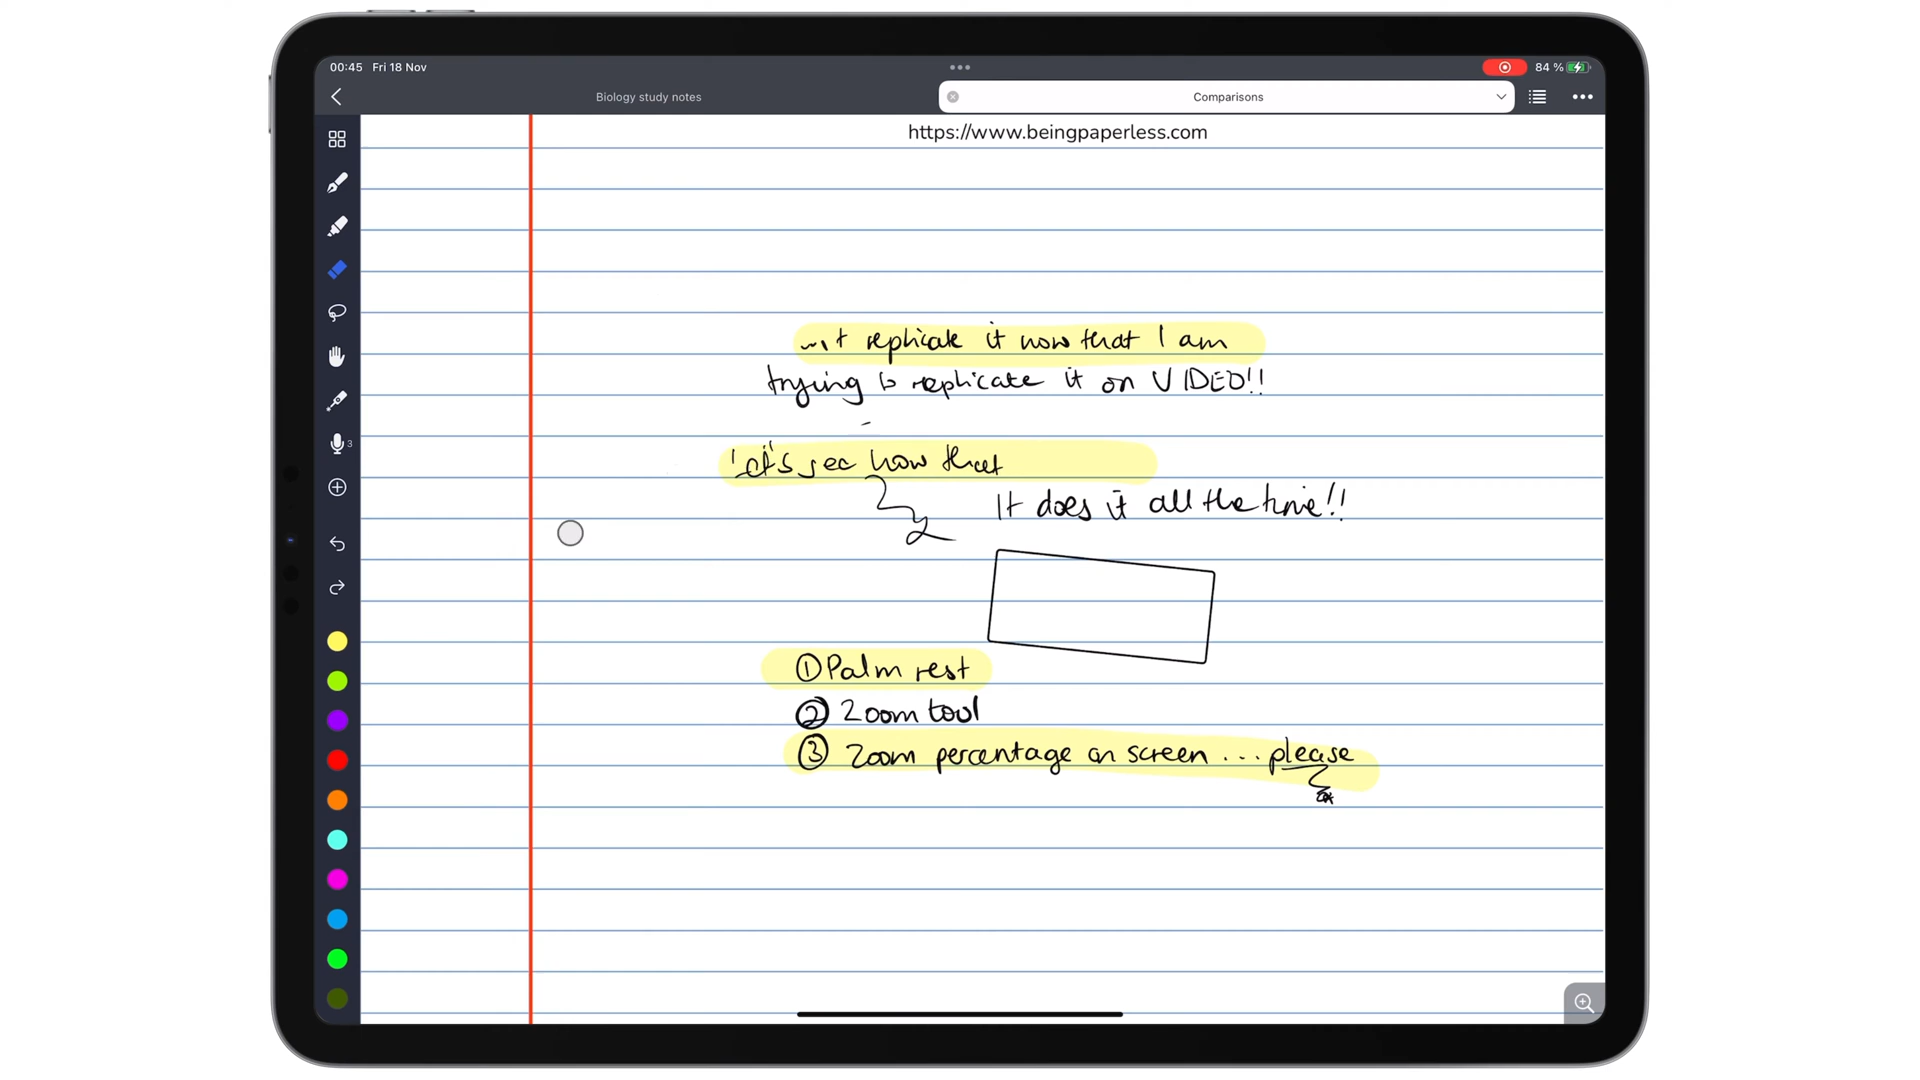 00:45 Fri 18 Nov
84 %
Biology study notes
Comparisons
https://www.beingpaperless.com
replicate it now that I am
trying to replicate it on VIDEO!!
let's see how that
It does it all the time!!
3
① Palm rest
② Zoom tool
③ Zoom percentage on screen ... please